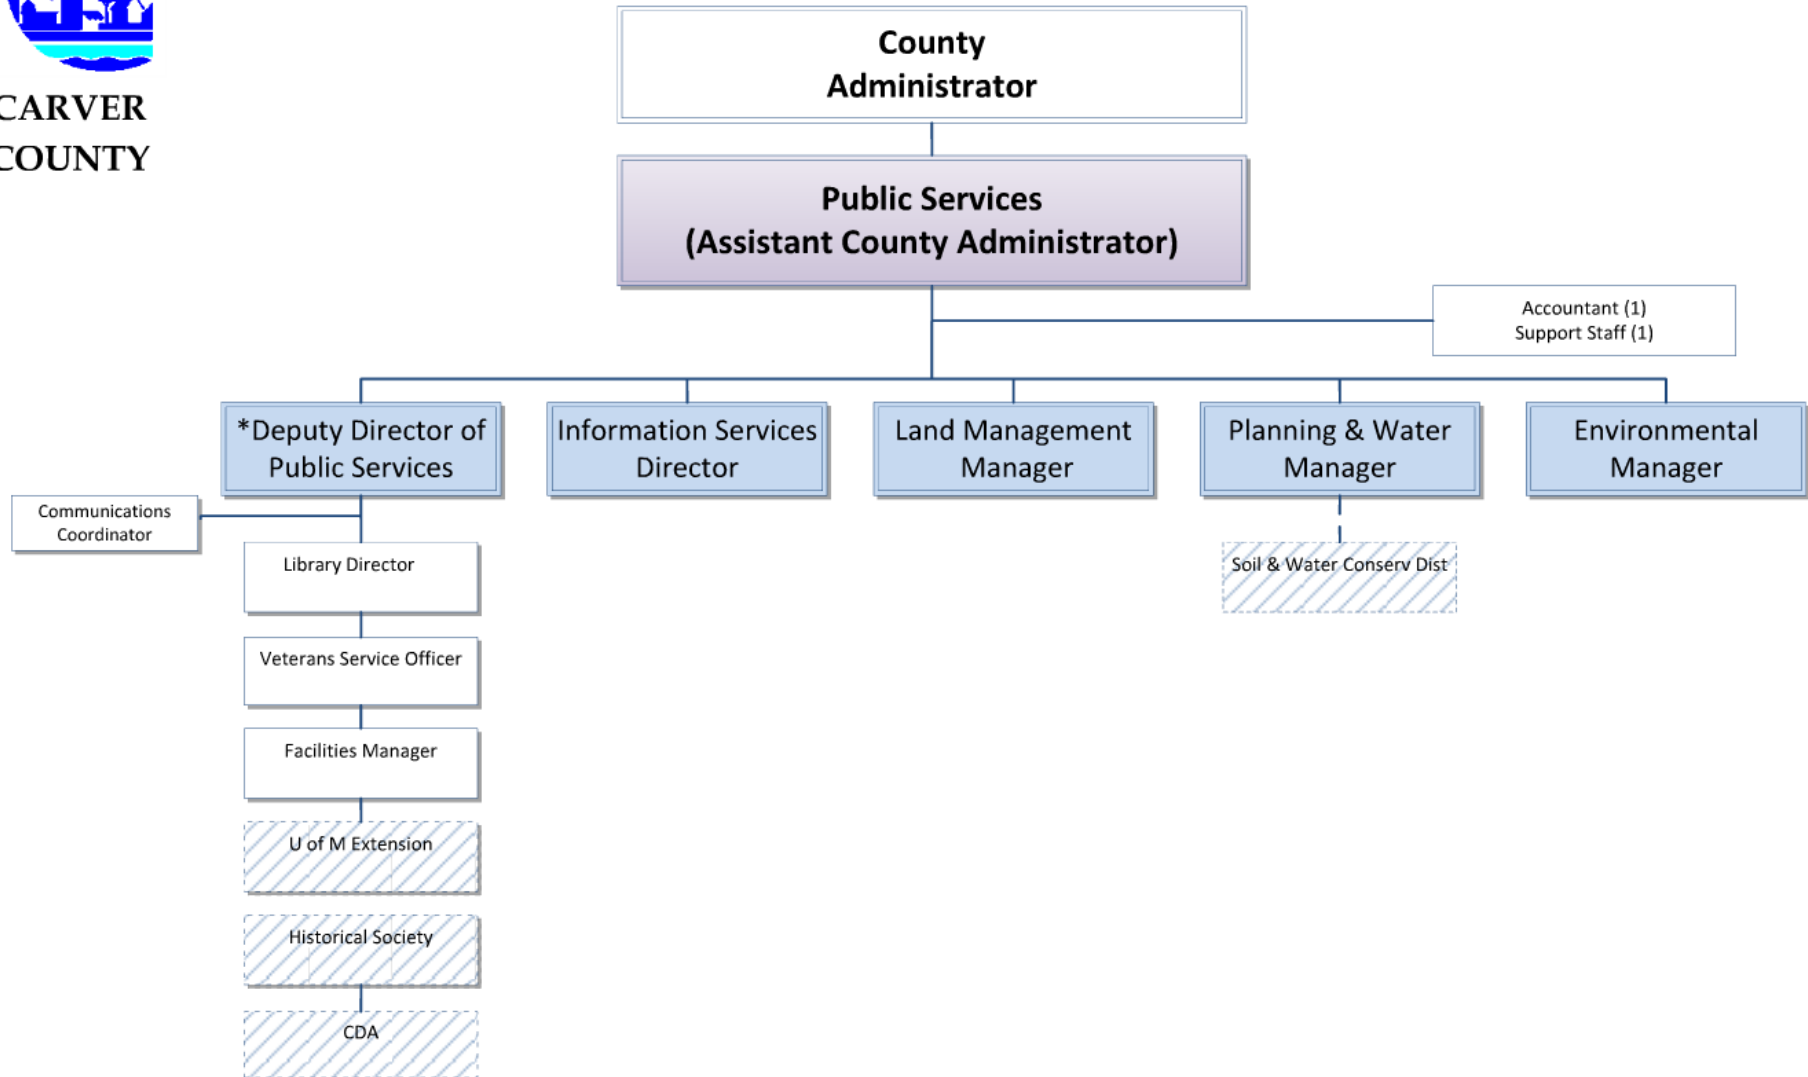 CARVER
COUNTY
County
Administrator
Public Services
(Assistant County Administrator)
Accountant (1)
Support Staff (1)
*Deputy Director of
Public Services
Information Services
Director
Land Management
Manager
Planning & Water
Manager
Environmental
Manager
Communications
Coordinator
Library Director
Soil & Water Conserv Dist
Veterans Service Officer
Facilities Manager
U of M Extension
Historical Society
CDA